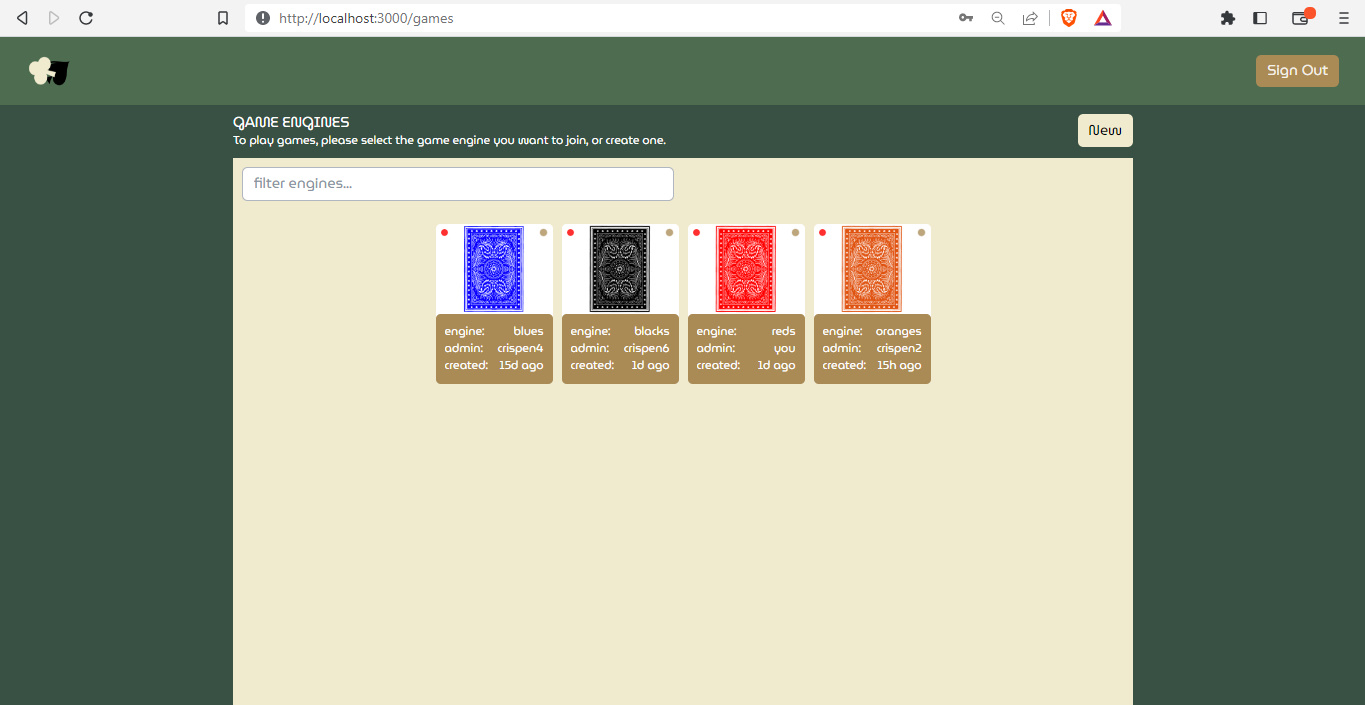 http://localhost:3000/games
Sign Out
GAME ENGINES
To play games, please select the game engine you want to join, or create one.
New
filter engines...
engine: blues
admin: crispen4
created: 15d ago
engine: blacks
admin: crispen6
created: 1d ago
engine: reds
admin: you
created: 1d ago
engine: oranges
admin: crispen2
created: 15h ago